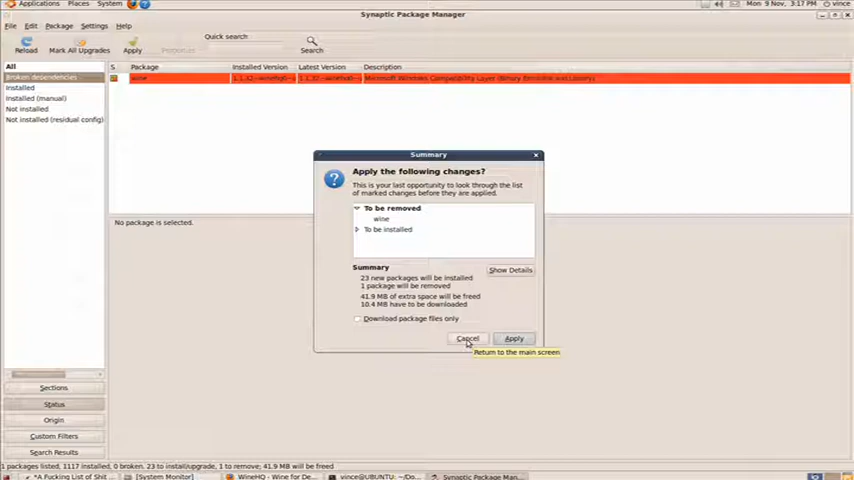 Applications Places System
Mon 9 Nov, 3:17 PM vince
Synaptic Package Manager
File Edit Package Settings Help
Quick search
Reload Mark All Upgrades Apply Properties Search
All
Broken dependencies
Installed
Installed (manual)
Not installed
Not installed (residual config)
S Package Installed Version Latest Version Description
wine
No package is selected.
Summary
Apply the following changes?
This is your last opportunity to look through the list
of marked changes before they are applied.
To be removed
wine
To be installed
Summary
23 new packages will be installed
1 package will be removed
41.9 MB of extra space will be freed
10.4 MB have to be downloaded
Show Details
Download package files only
Cancel Apply
Return to the main screen
Sections
Status
Origin
Custom Filters
Search Results
1 packages listed, 1117 installed, 0 broken. 23 to install/upgrade, 1 to remove; 41.9 MB will be freed
*A Fucking List of Shit ... [System Monitor] WineHQ - Wine for De... vince@UBUNTU: ~/Do... Synaptic Package Man...